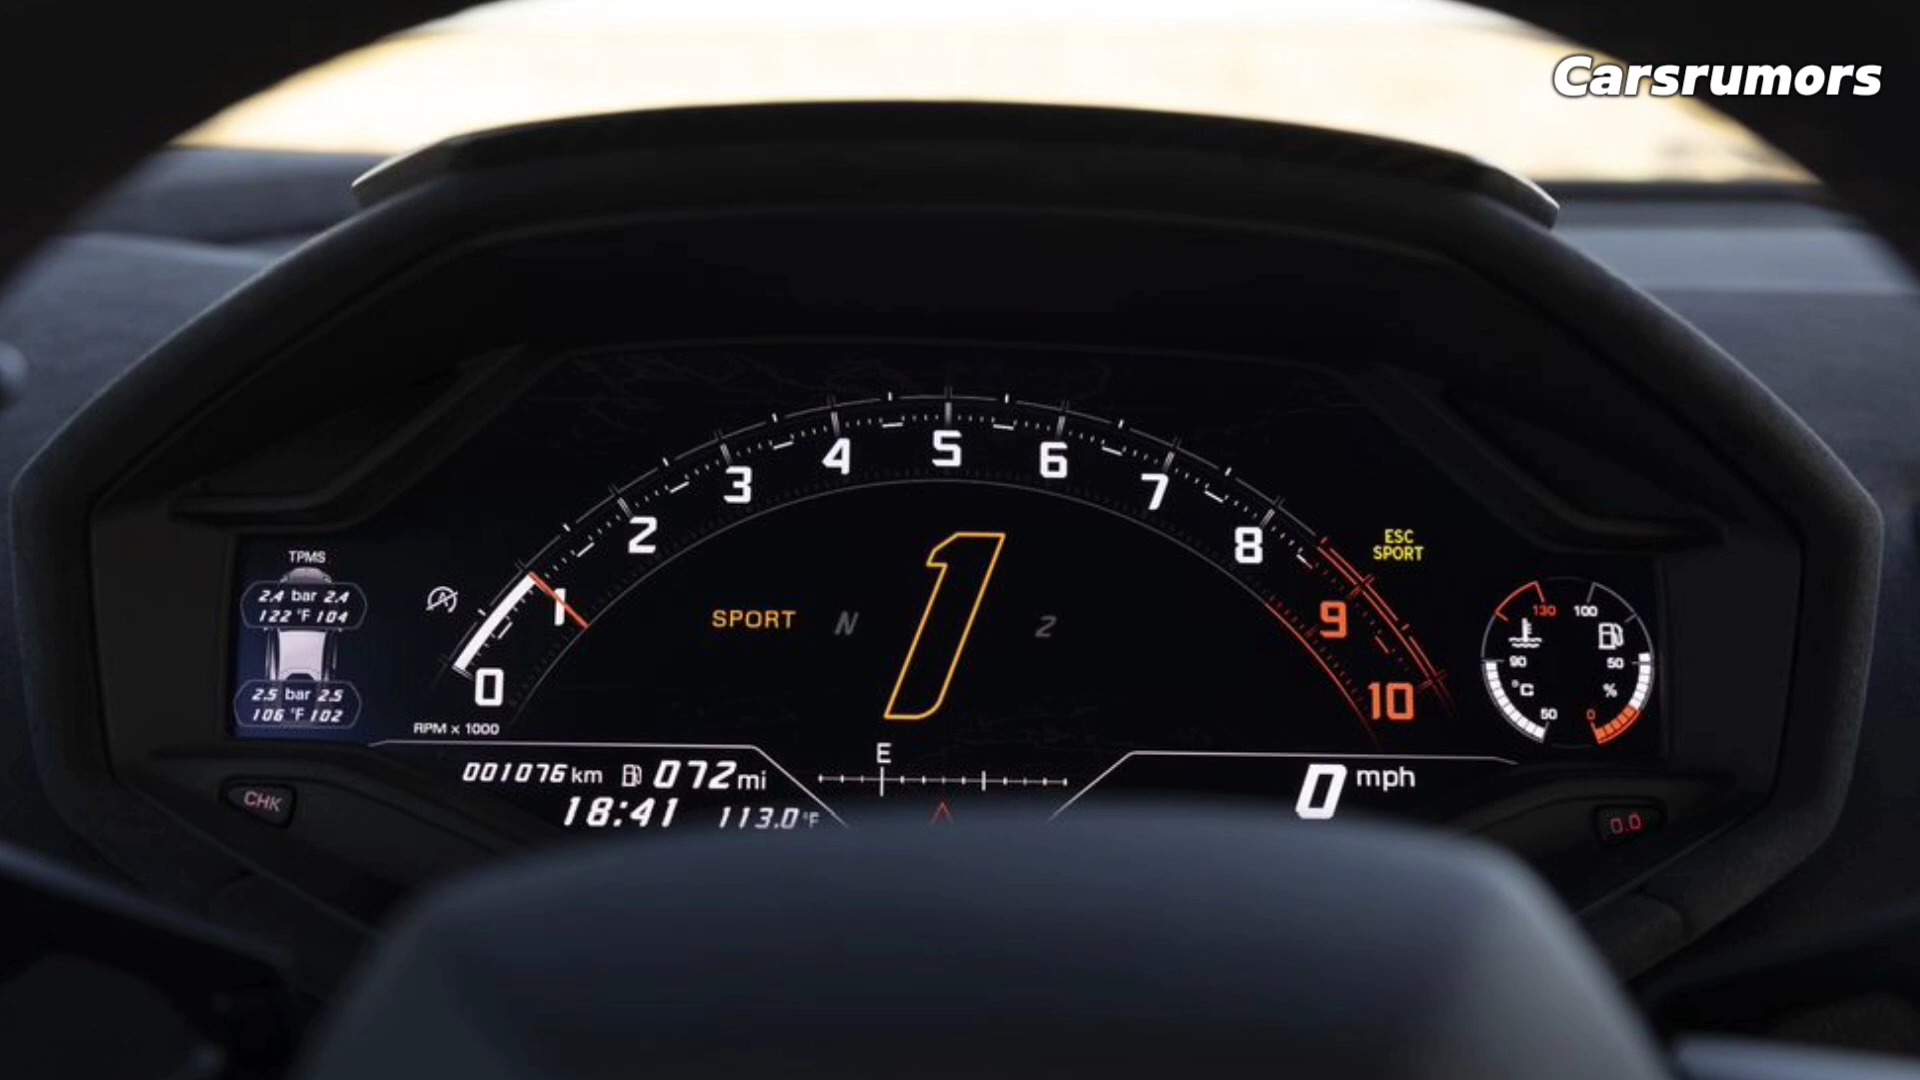 Carsrumors
5
4
6
3
7
2
8
ESC
SPORT
TPMS
2.4 bar 2.4
122 °F 104
1
SPORT
N
1
2
9
130
100
90
50
°C
%
50
0
0
10
2.5 bar 2.5
106 °F 102
RPM x 1000
E
001076 km
072 mi
0 mph
18:41
113.0 °F
CHK
0.0